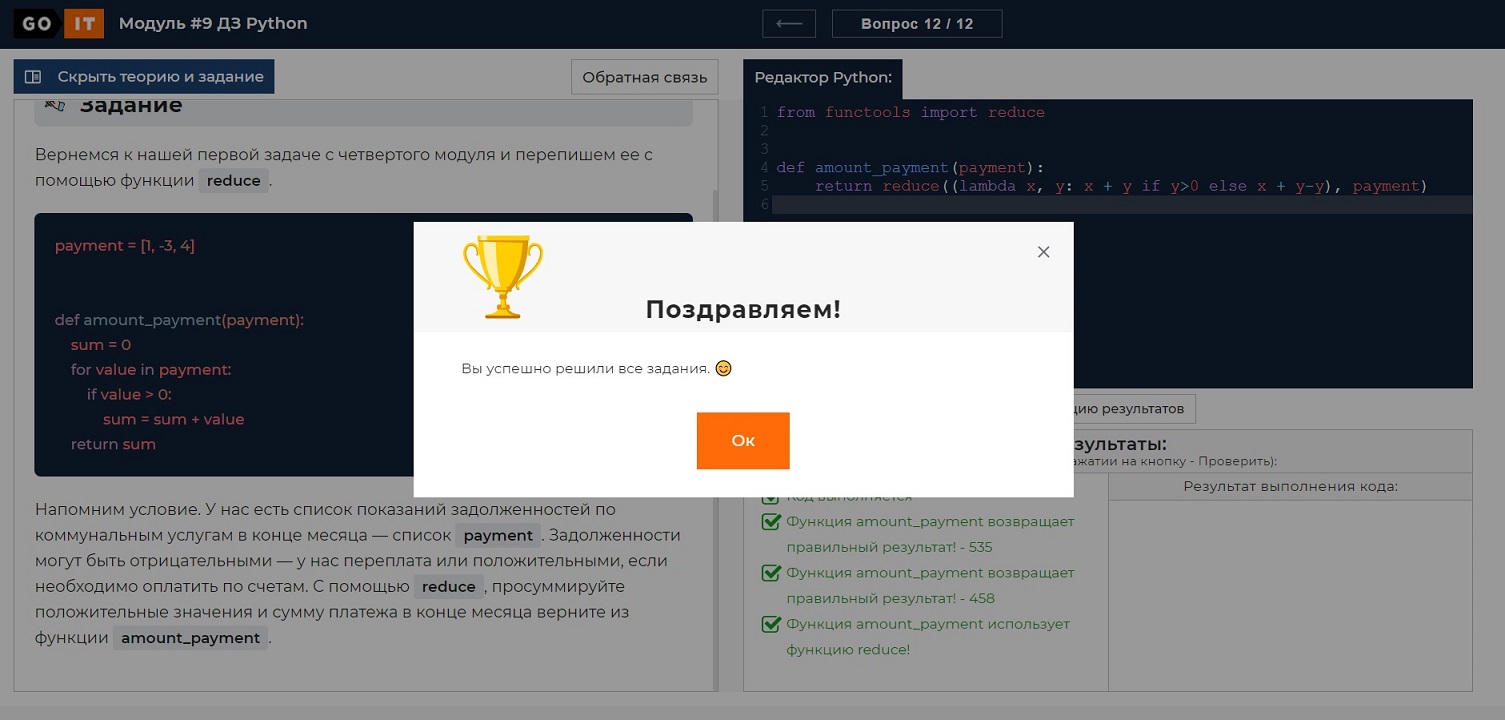 GO IT Модуль #9 ДЗ Python
Вопрос 12 / 12
Скрыть теорию и задание
Обратная связь
Задание
Вернемся к нашей первой задаче с четвертого модуля и перепишем ее с
помощью функции reduce.
payment = [1, -3, 4]
def amount_payment(payment):
sum = 0
for value in payment:
if value > 0:
sum = sum + value
return sum
Напомним условие. У нас есть список показаний задолженностей по
коммунальным услугам в конце месяца — список payment. Задолженности
могут быть отрицательными — у нас переплата или положительными, если
необходимо оплатить по счетам. С помощью reduce, просуммируйте
положительные значения и сумму платежа в конце месяца верните из
функции amount_payment.
Редактор Python:
1 from functools import reduce
2
3
4 def amount_payment(payment):
5 return reduce((lambda x, y: x + y if y>0 else x + y-y), payment)
6
Поздравляем!
Вы успешно решили все задания.
Ок
результатов
(при нажатии на кнопку - Проверить):
Результат выполнения кода:
Код выполняется
Функция amount_payment возвращает
правильный результат! - 535
Функция amount_payment возвращает
правильный результат! - 458
Функция amount_payment использует
функцию reduce!